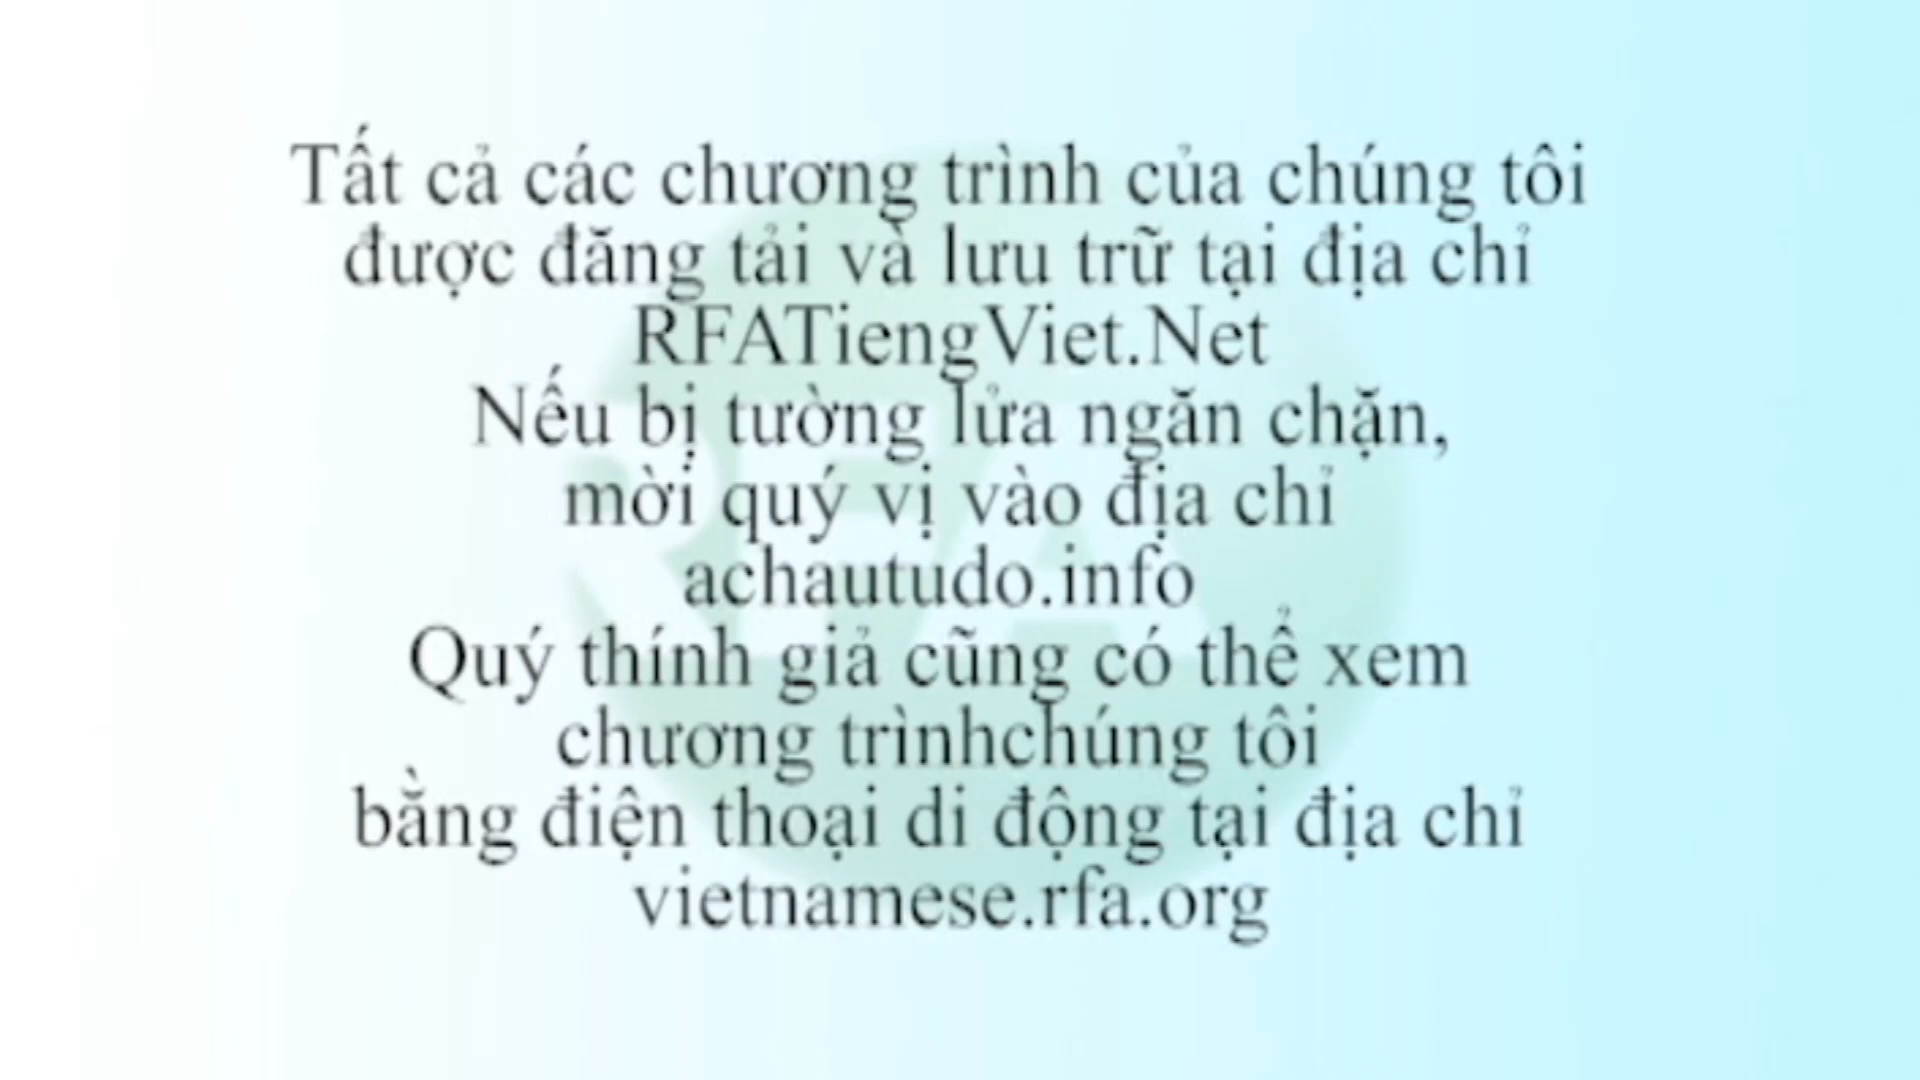 Tất cả các chương trình của chúng tôi
được đăng tải và lưu trữ tại địa chỉ
RFATiengViet.Net
Nếu bị tường lửa ngăn chặn,
mời quý vị vào địa chỉ
achautudo.info
Quý thính giả cũng có thể xem
chương trìnhchúng tôi
bằng điện thoại di động tại địa chỉ
vietnamese.rfa.org
RFA